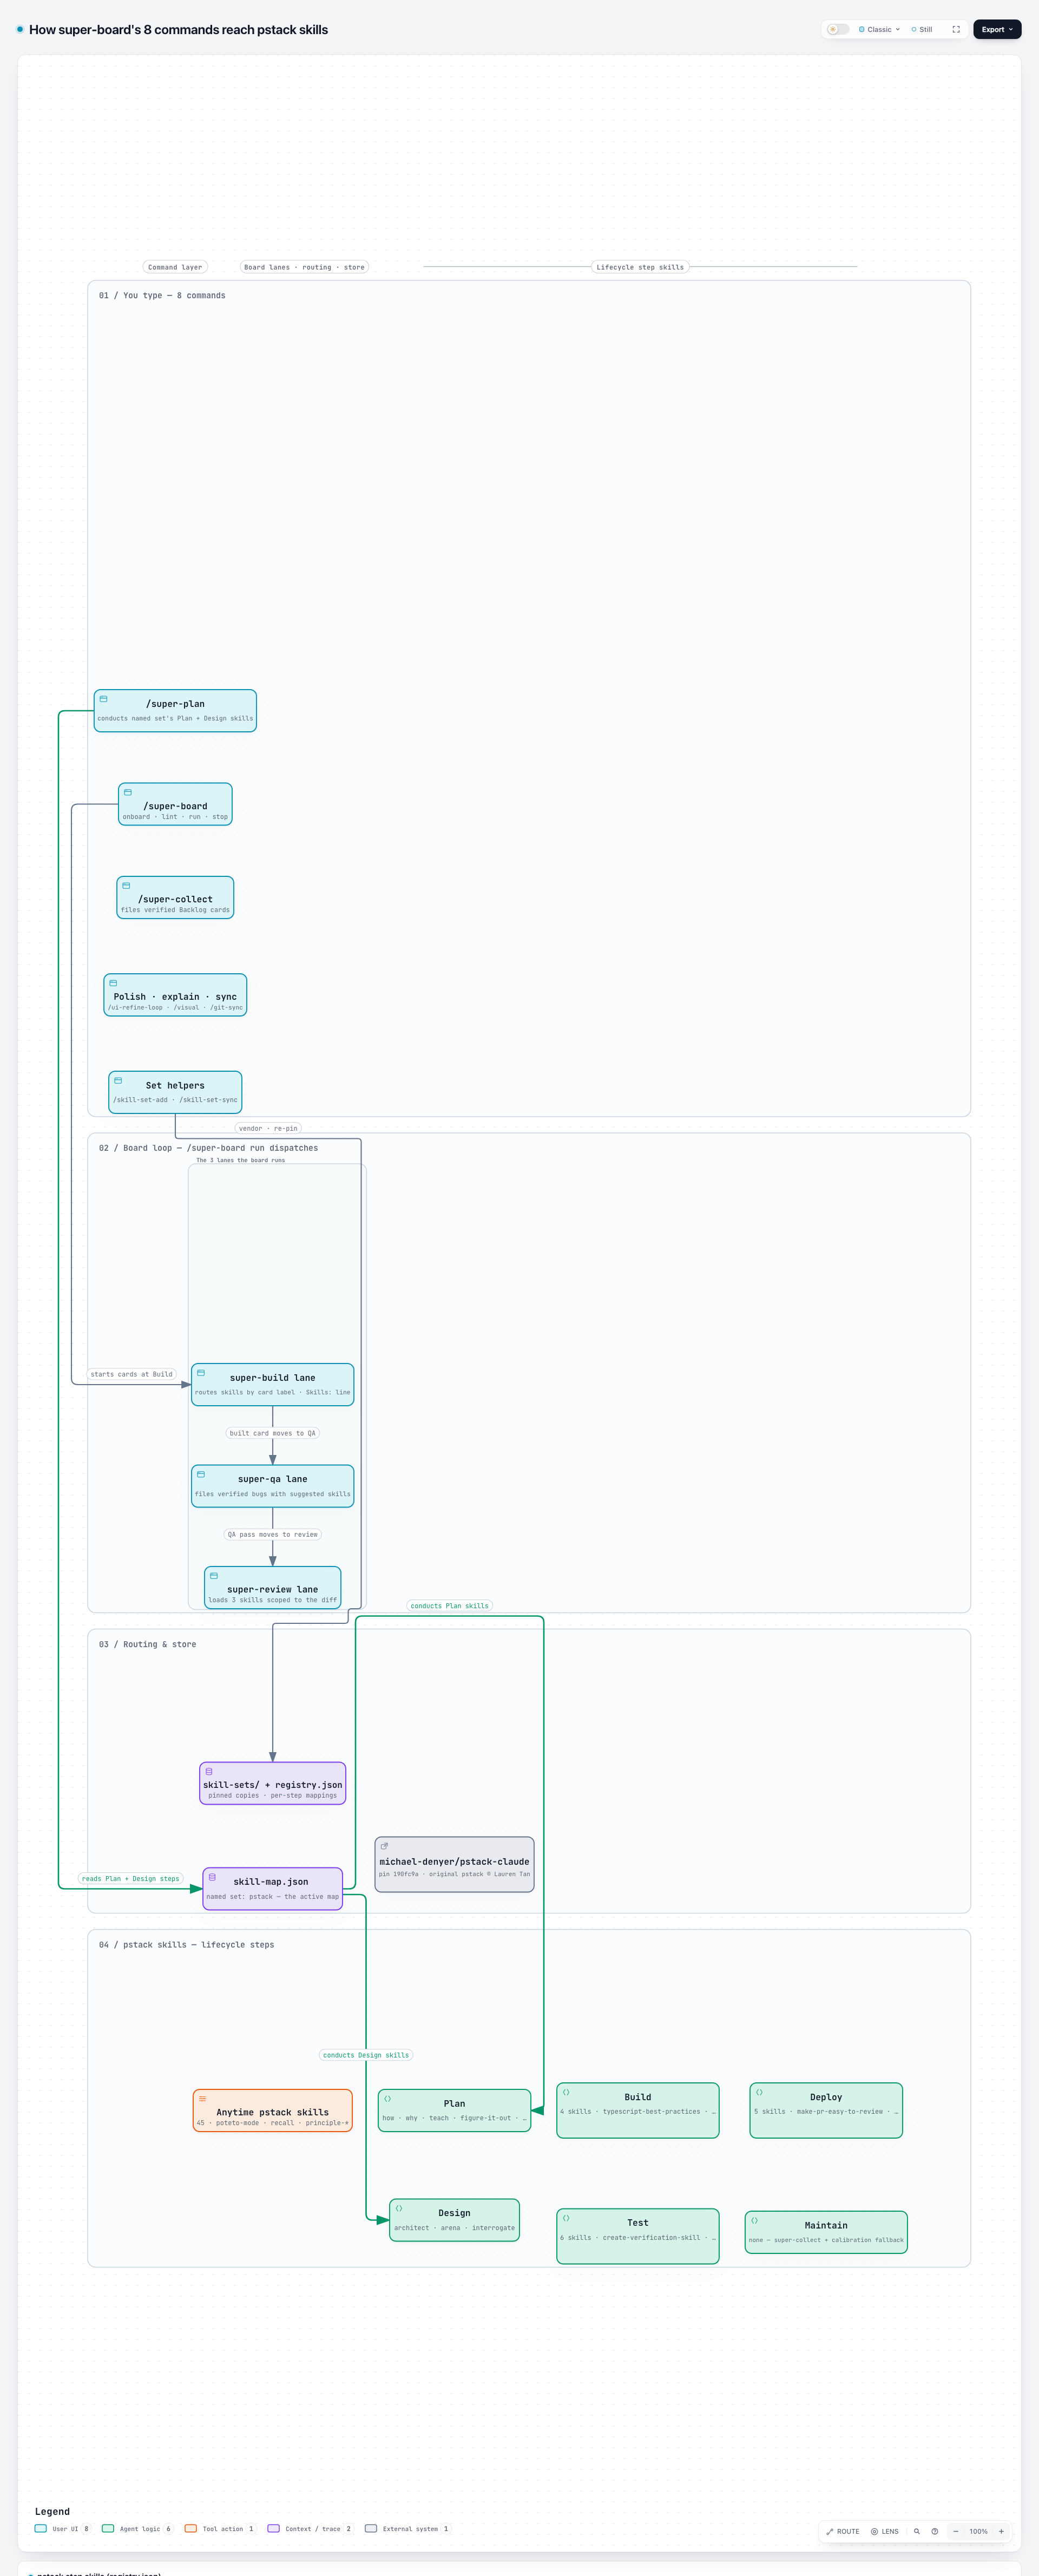 How super-board's 8 commands reach pstack skills
Classic
Still
Export
Command layer
Board lanes · routing · store
Lifecycle step skills
01 / You type — 8 commands
/super-plan
conducts named set's Plan + Design skills
/super-board
onboard · lint · run · stop
/super-collect
files verified Backlog cards
Polish · explain · sync
/ui-refine-loop · /visual · /git-sync
Set helpers
/skill-set-add · /skill-set-sync
vendor · re-pin
02 / Board loop — /super-board run dispatches
The 3 lanes the board runs
starts cards at Build
super-build lane
routes skills by card label · Skills: line
built card moves to QA
super-qa lane
files verified bugs with suggested skills
QA pass moves to review
super-review lane
loads 3 skills scoped to the diff
conducts Plan skills
03 / Routing & store
skill-sets/ + registry.json
pinned copies · per-step mappings
michael-denyer/pstack-claude
pin 190fc9a · original pstack © Lauren Tan
reads Plan + Design steps
skill-map.json
named set: pstack — the active map
04 / pstack skills — lifecycle steps
conducts Design skills
Anytime pstack skills
45 · poteto-mode · recall · principle-*
Plan
how · why · teach · figure-it-out · …
Build
4 skills · typescript-best-practices · …
Deploy
5 skills · make-pr-easy-to-review · …
Design
architect · arena · interrogate
Test
6 skills · create-verification-skill · …
Maintain
none — super-collect + calibration fallback
Legend
User UI 8
Agent logic 6
Tool action 1
Context / trace 2
External system 1
ROUTE
LENS
− 100% +
pstack step skills (registry.json)